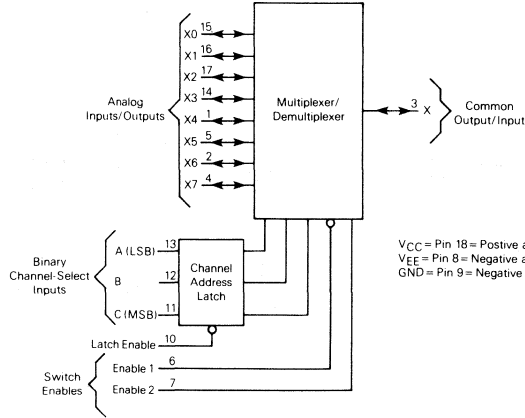 X0 15
X1 16
X2 17
X3 14
X4 1
X5 5
X6 2
X7 4
Analog
Inputs/Outputs
Multiplexer/
Demultiplexer
3 X
Common
Output/Input
Binary
Channel-Select
Inputs
A (LSB) 13
B 12
C (MSB) 11
Channel
Address
Latch
VCC = Pin 18 = Postive a
VEE = Pin 8 = Negative a
GND = Pin 9 = Negative
Latch Enable 10
Switch
Enables
Enable 1 6
Enable 2 7